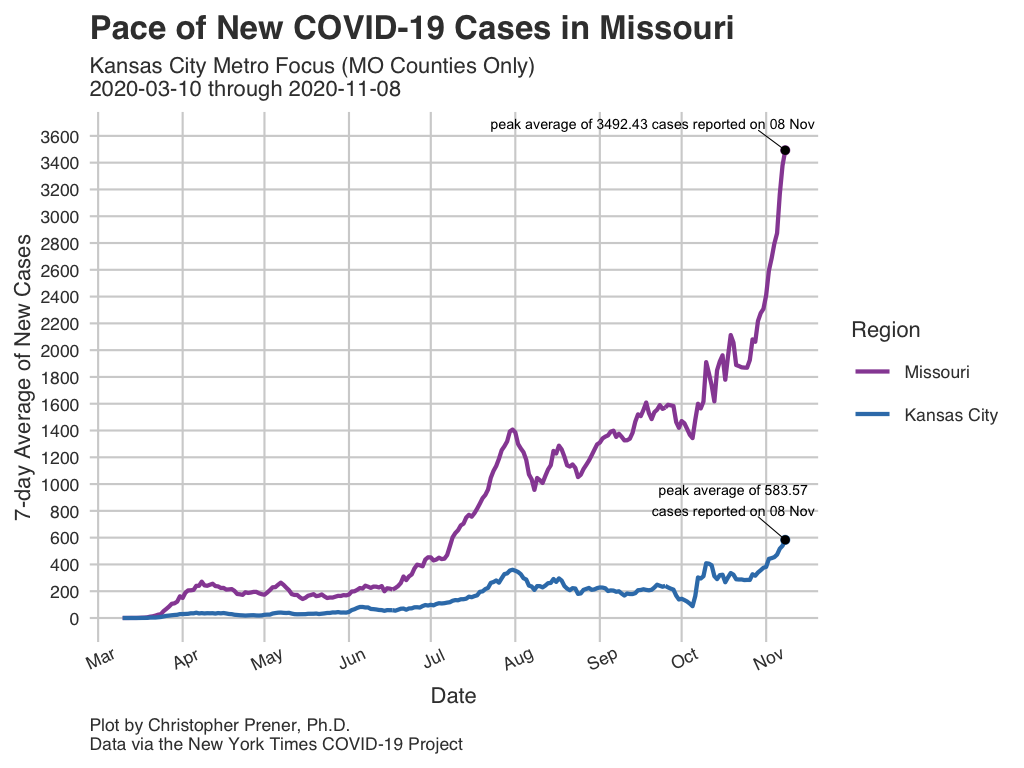 Pace of New COVID-19 Cases in Missouri
Kansas City Metro Focus (MO Counties Only)
2020-03-10 through 2020-11-08
peak average of 3492.43 cases reported on 08 Nov
3600
3400
3200
3000
2800
2600
2400
2200
2000
1800
1600
1400
1200
1000
800
600
400
200
0
7-day Average of New Cases
peak average of 583.57
cases reported on 08 Nov
Mar Apr May Jun Jul Aug Sep Oct Nov
Date
Region
Missouri
Kansas City
Plot by Christopher Prener, Ph.D.
Data via the New York Times COVID-19 Project